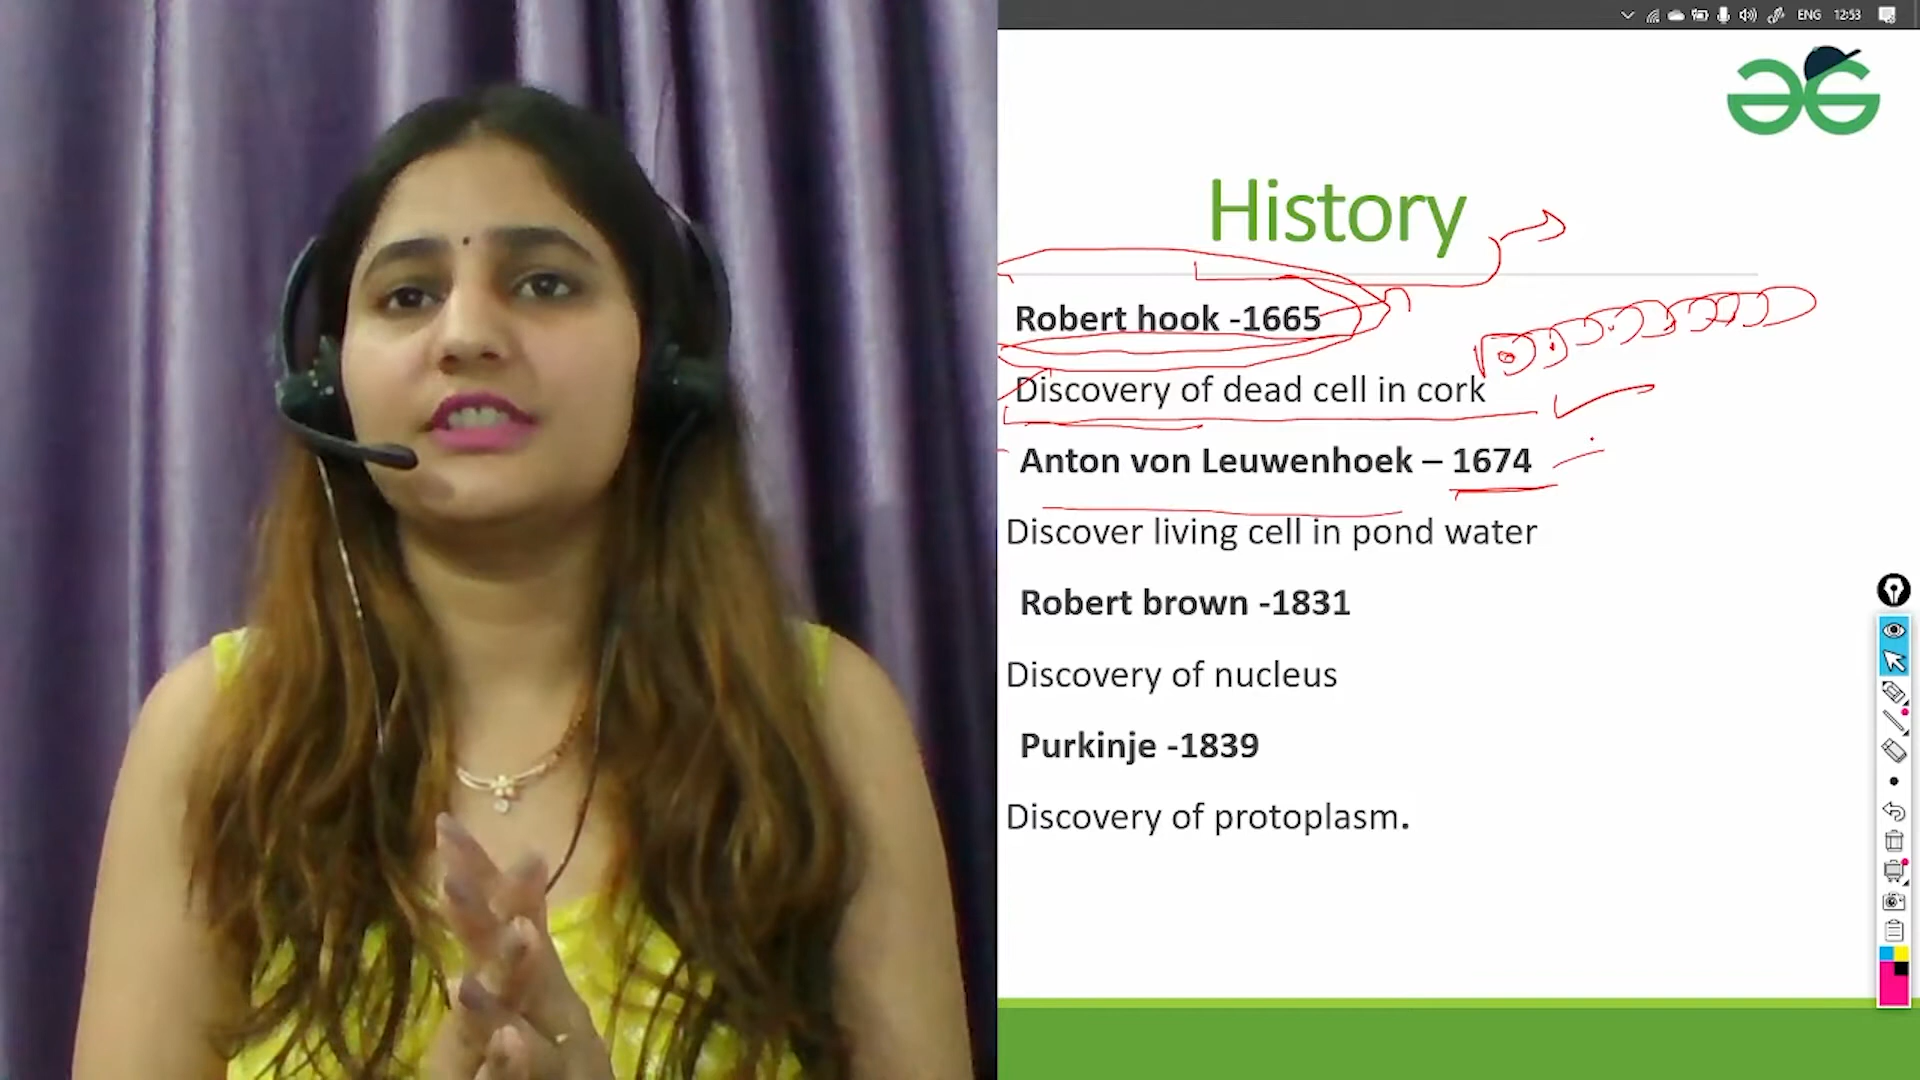 ENG 12:53
History
Robert hook -1665
Discovery of dead cell in cork
Anton von Leuwenhoek – 1674
Discover living cell in pond water
Robert brown -1831
Discovery of nucleus
Purkinje -1839
Discovery of protoplasm.